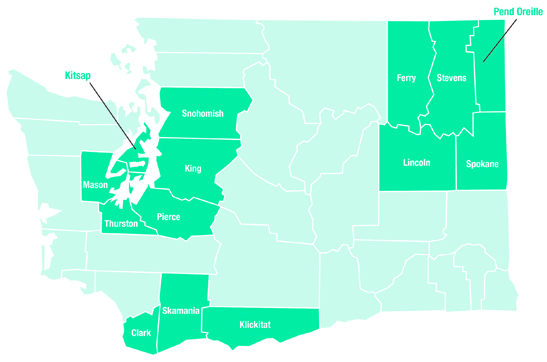 Pend Oreille
Kitsap
Ferry
Stevens
Snohomish
King
Lincoln
Spokane
Mason
Pierce
Thurston
Skamania
Clark
Klickitat